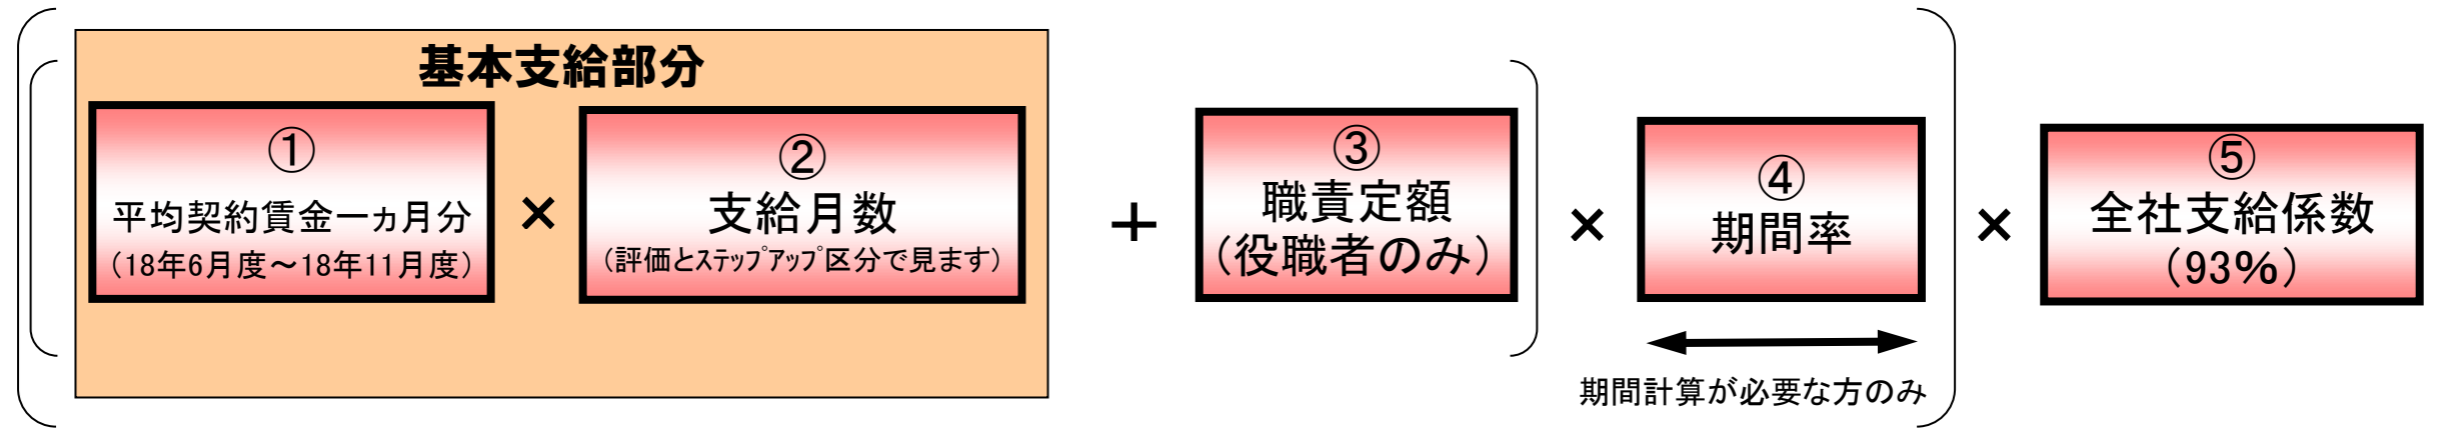 基本支給部分
①
平均契約賃金一ヵ月分
(18年6月度～18年11月度)
×
②
支給月数
(評価とｽﾃｯﾌﾟｱｯﾌﾟ区分で見ます)
＋
③
職責定額
(役職者のみ)
×
④
期間率
期間計算が必要な方のみ
×
⑤
全社支給係数
(93％)